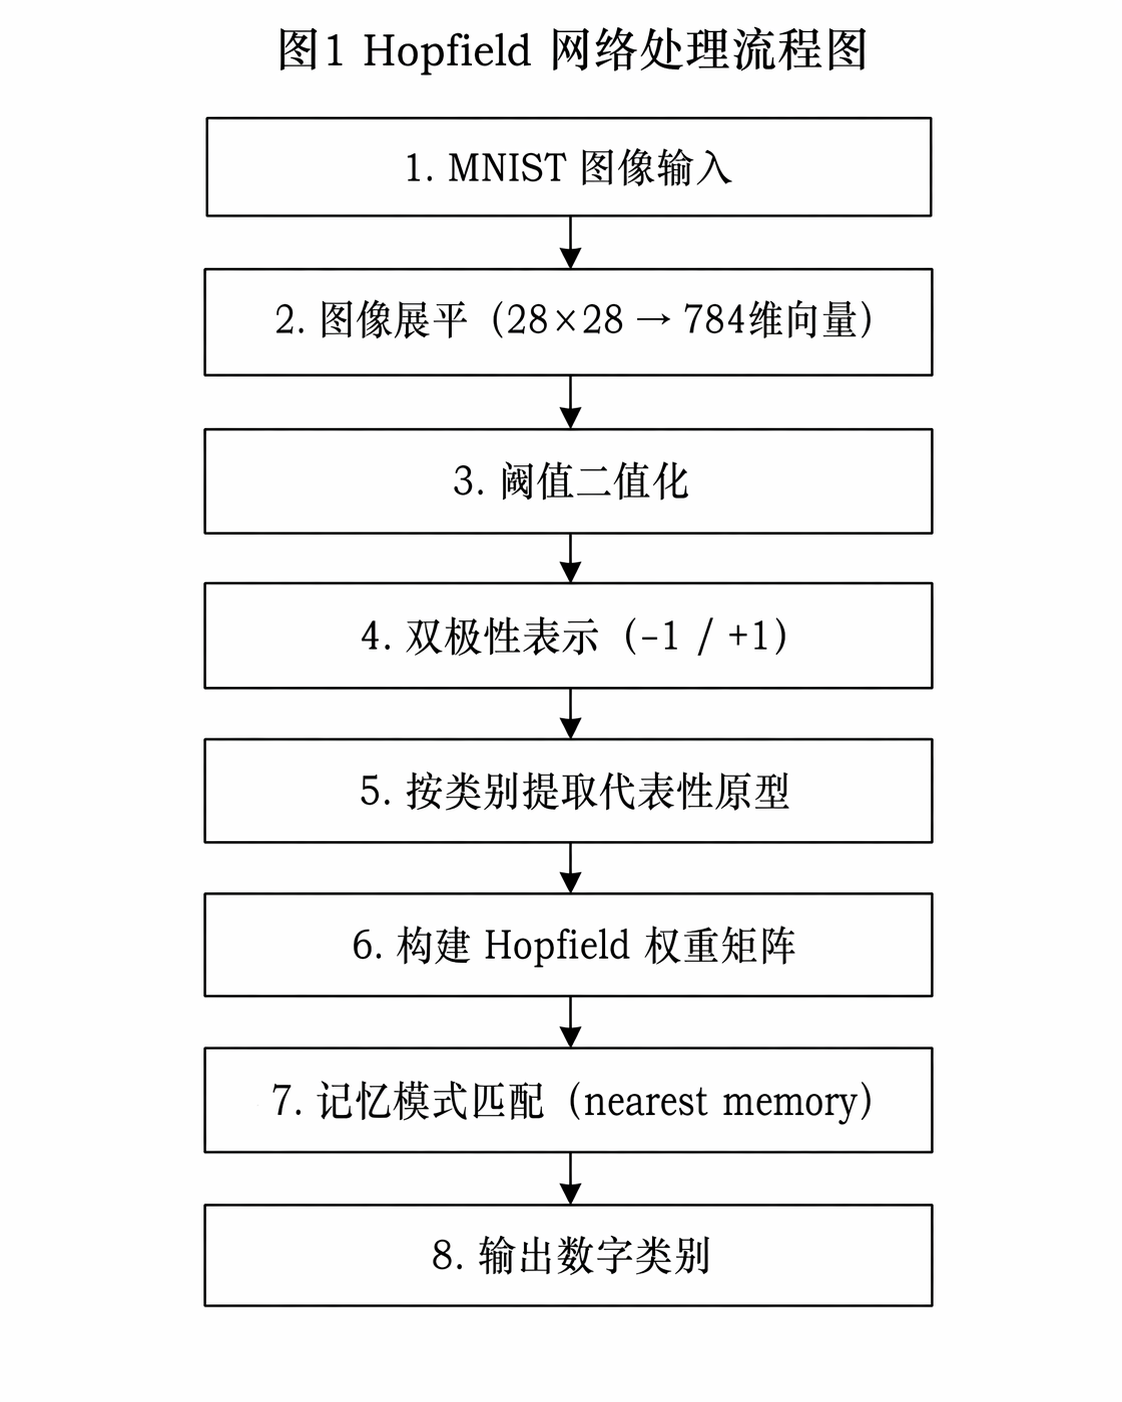 图1 Hopfield 网络处理流程图
1. MNIST 图像输入
2. 图像展平（28×28 → 784维向量）
3. 阈值二值化
4. 双极性表示（-1 / +1）
5. 按类别提取代表性原型
6. 构建 Hopfield 权重矩阵
7. 记忆模式匹配（nearest memory）
8. 输出数字类别